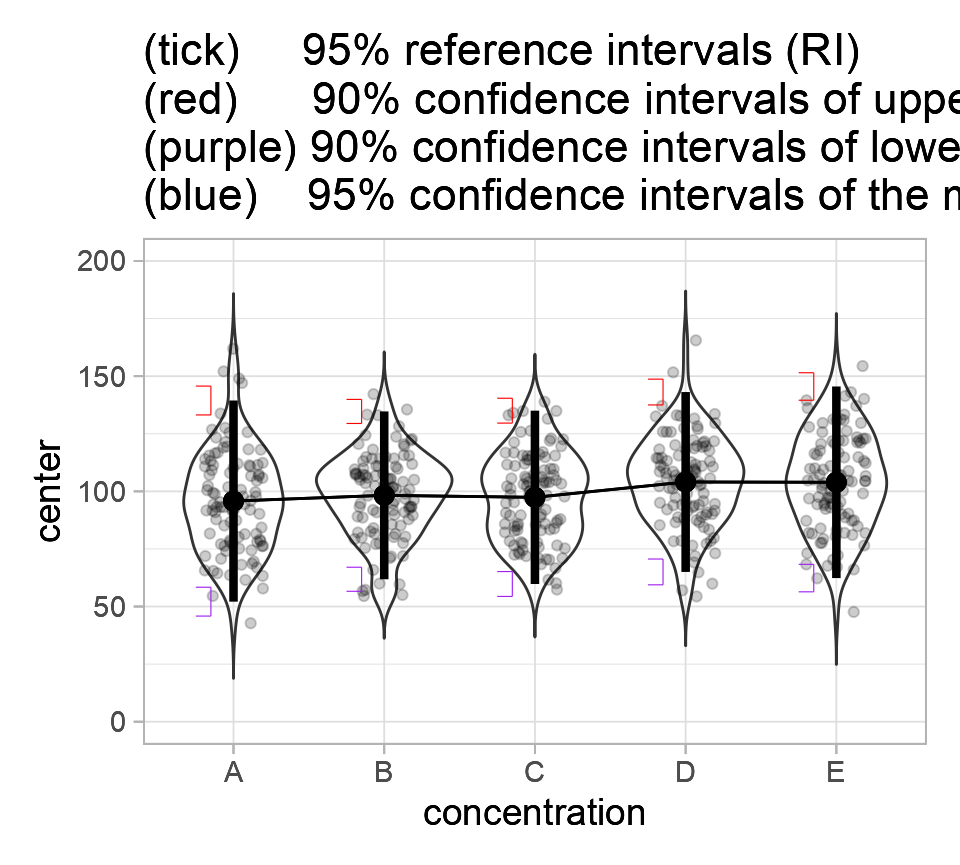 (tick) 95% reference intervals (RI)
(red) 90% confidence intervals of uppe
(purple) 90% confidence intervals of lowe
(blue) 95% confidence intervals of the
200
150
100
50
0
center
A B C D E
concentration